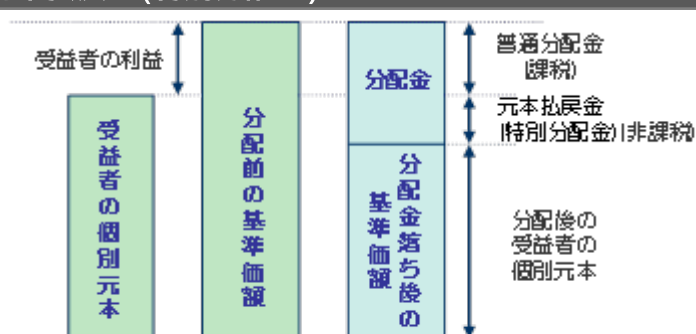 受益者の利益
受益者の個別元本
分配前の基準価額
分配金
分配金落ち後の
基準価額
普通分配金
(課税)
元本払戻金
(特別分配金)(非課税)
分配後の
受益者の
個別元本